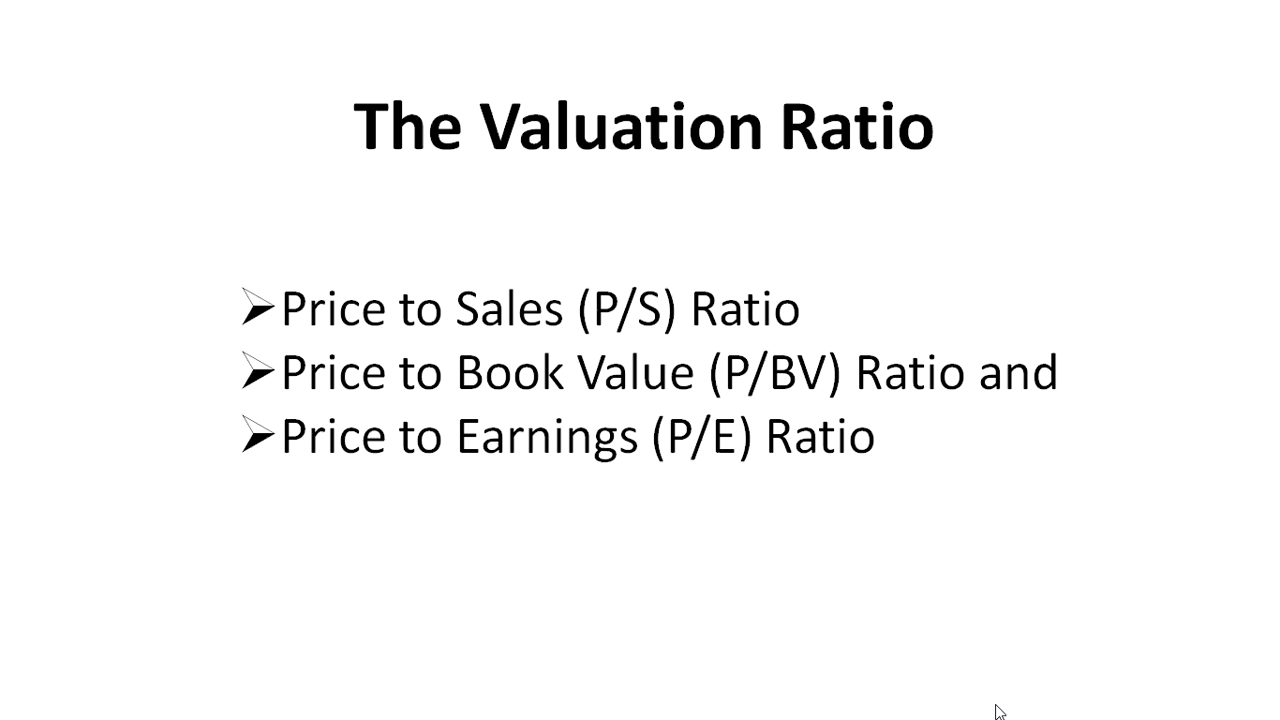 The Valuation Ratio
➢Price to Sales (P/S) Ratio
➢Price to Book Value (P/BV) Ratio and
➢Price to Earnings (P/E) Ratio